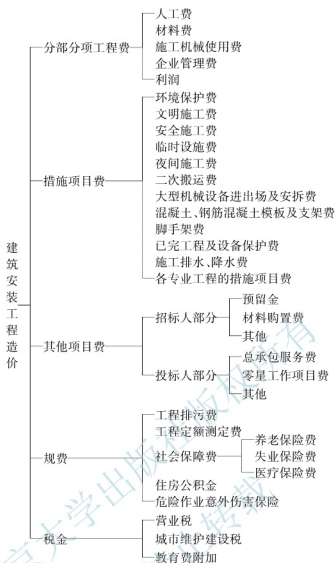 建筑安装工程造价
分部分项工程费
人工费
材料费
施工机械使用费
企业管理费
利润
措施项目费
环境保护费
文明施工费
安全施工费
临时设施费
夜间施工费
二次搬运费
大型机械设备进出场及安拆费
混凝土、钢筋混凝土模板及支架费
脚手架费
已完工程及设备保护费
施工排水、降水费
各专业工程的措施项目费
其他项目费
招标人部分
预留金
材料购置费
其他
投标人部分
总承包服务费
零星工作项目费
其他
规费
工程排污费
工程定额测定费
社会保障费
养老保险费
失业保险费
医疗保险费
住房公积金
危险作业意外伤害保险
税金
营业税
城市维护建设税
教育费附加